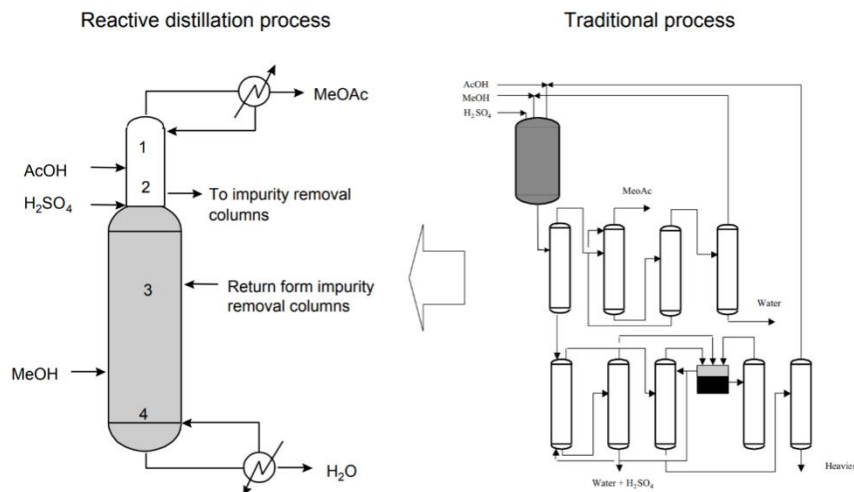 Reactive distillation process
Traditional process
MeOAc
1
AcOH
2
To impurity removal
columns
H₂SO₄
3
Return form impurity
removal columns
MeOH
4
H₂O
AcOH
MeOH
H₂SO₄
MeoAc
Water
Water + H₂SO₄
Heavies